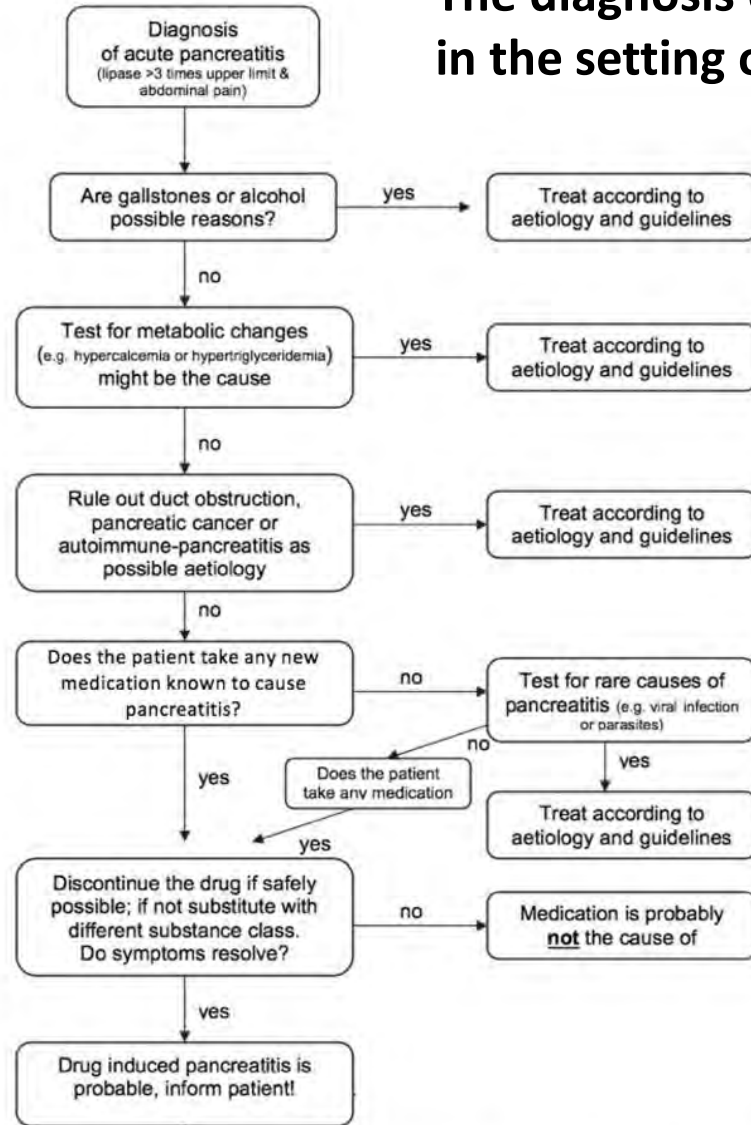 The diagnosis
in the setting
Diagnosis
of acute pancreatitis
(lipase >3 times upper limit &
abdominal pain)
Are gallstones or alcohol
possible reasons?
yes
Treat according to
aetiology and guidelines
no
Test for metabolic changes
(e.g. hypercalcemia or hypertriglyceridemia)
might be the cause
yes
Treat according to
aetiology and guidelines
no
Rule out duct obstruction,
pancreatic cancer or
autoimmune-pancreatitis as
possible aetiology
yes
Treat according to
aetiology and guidelines
no
Does the patient take any new
medication known to cause
pancreatitis?
no
Test for rare causes of
pancreatitis (e.g. viral infection
or parasites)
no
yes
Does the patient
take any medication
yes
yes
Treat according to
aetiology and guidelines
Discontinue the drug if safely
possible; if not substitute with
different substance class.
Do symptoms resolve?
no
Medication is probably
not the cause of
yes
Drug induced pancreatitis is
probable, inform patient!